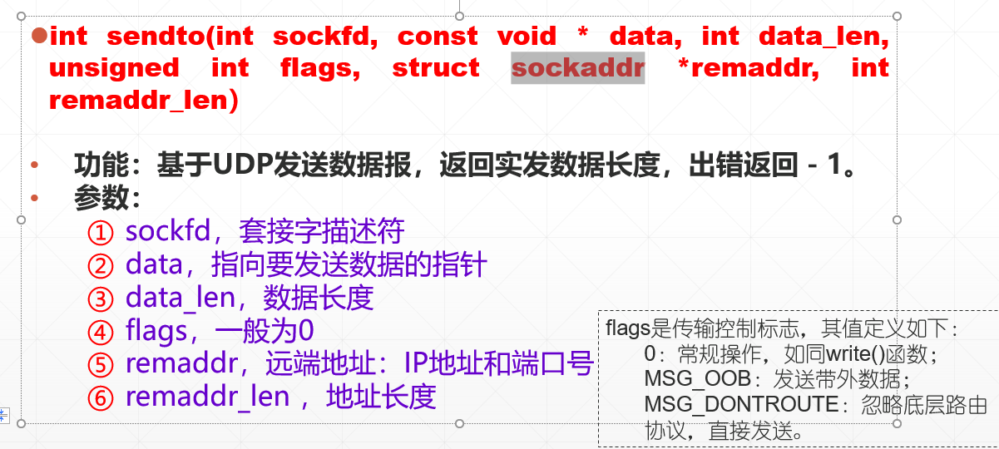 int sendto(int sockfd, const void * data, int data_len,
unsigned int flags, struct sockaddr *remaddr, int
remaddr_len)
功能：基于UDP发送数据报，返回实发数据长度，出错返回－1。
参数：
① sockfd，套接字描述符
② data，指向要发送数据的指针
③ data_len，数据长度
④ flags，一般为0
⑤ remaddr，远端地址：IP地址和端口号
⑥ remaddr_len ，地址长度
flags是传输控制标志，其值定义如下：
0：常规操作，如同write()函数；
MSG_OOB：发送带外数据；
MSG_DONTROUTE：忽略底层路由
协议，直接发送。